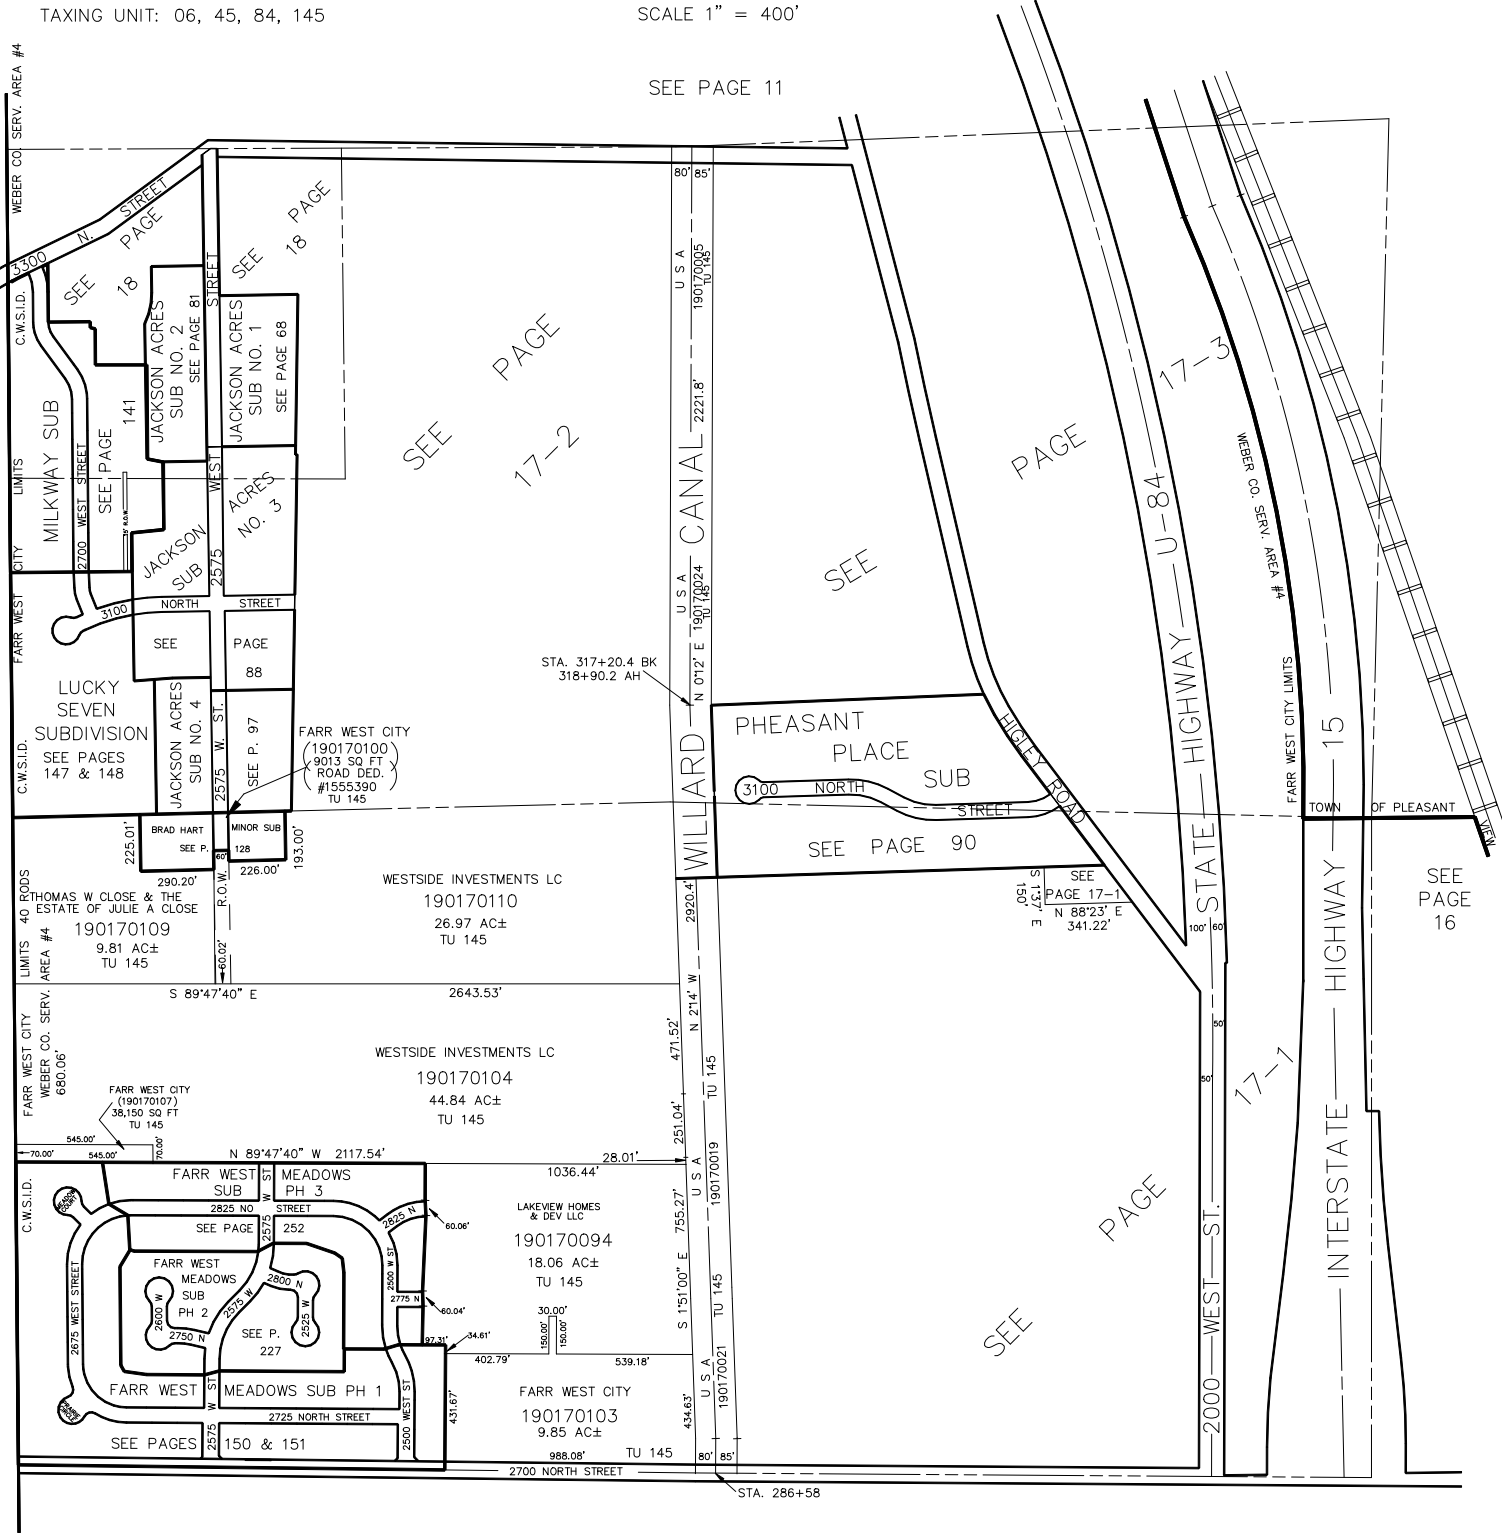 TAXING UNIT: 06, 45, 84, 145
SCALE 1" = 400'
SEE PAGE 11
WEBER CO. SERV. AREA #4
3300 N. STREET
SEE PAGE 18
SEE PAGE 18
C.W.S.I.D.
FARR WEST CITY LIMITS
MILKWAY SUB
SEE PAGE 141
2700 WEST STREET
JACKSON ACRES
SUB NO. 2
SEE PAGE 81
2575 WEST STREET
JACKSON ACRES
SUB NO. 1
SEE PAGE 68
JACKSON ACRES
SUB NO. 3
3100 NORTH STREET
SEE PAGE
88
LUCKY
SEVEN
SUBDIVISION
SEE PAGES
147 & 148
C.W.S.I.D.
JACKSON ACRES
SUB NO. 4
2575 W. ST.
SEE P. 97
FARR WEST CITY
(190170100)
9013 SQ FT
ROAD DED.
#1555390
TU 145
SEE PAGE
17-2
80' 85'
USA
190170005
TU 145
2221.8'
WILLARD CANAL
USA
190170024
TU 145
N 0°12' E
STA. 317+20.4 BK
318+90.2 AH
PHEASANT
PLACE
SUB
3100 NORTH STREET
SEE PAGE 90
HIGLEY ROAD
SEE PAGE
17-3
STATE HIGHWAY U-84
WEBER CO. SERV. AREA #4
FARR WEST CITY LIMITS
INTERSTATE HIGHWAY 15
TOWN OF PLEASANT VIEW
SEE
PAGE
16
SEE
PAGE 17-1
N 88°23' E
341.22'
S 1°37' E
150'
100' 60'
50'
50'
225.01'
BRAD HART MINOR SUB
SEE P. 128
193.00'
60'
290.20'
226.00'
R.O.W.
60.02'
LIMITS 40 RODS
THOMAS W CLOSE & THE
ESTATE OF JULIE A CLOSE
190170109
9.81 AC±
TU 145
WESTSIDE INVESTMENTS LC
190170110
26.97 AC±
TU 145
2920.4'
N 2°14' W
S 89°47'40" E
2643.53'
FARR WEST CITY
WEBER CO. SERV. AREA #4
680.06'
WESTSIDE INVESTMENTS LC
190170104
44.84 AC±
TU 145
471.52'
251.04'
TU 145
190170019
USA
FARR WEST CITY
(190170107)
38,150 SQ FT
TU 145
545.00'
70.00'
545.00'
70.00'
N 89°47'40" W 2117.54'
28.01'
1036.44'
C.W.S.I.D.
FARR WEST MEADOWS
SUB PH 3
2575 W ST
2825 NO STREET
SEE PAGE 252
MEADOW COURT
2825 N
60.06'
2500 W ST
2775 N
60.04'
FARR WEST
MEADOWS
SUB
PH 2
2800 N
2600 W
2575 W
2525 W
2750 N
SEE P.
227
2675 WEST STREET
LAKEVIEW HOMES
& DEV LLC
190170094
18.06 AC±
TU 145
S 1°51'00" E 755.27'
TU 145
30.00'
150.00'
150.00'
97.31'
34.61'
402.79'
539.18'
FARR WEST MEADOWS SUB PH 1
PRAIRIE CIRCLE
2575 W ST
2725 NORTH STREET
2500 WEST ST
SEE PAGES 150 & 151
431.67'
FARR WEST CITY
190170103
9.85 AC±
TU 145
434.63'
USA
190170021
988.08'
80' 85'
2700 NORTH STREET
STA. 286+58
SEE PAGE
17-1
2000 WEST ST.